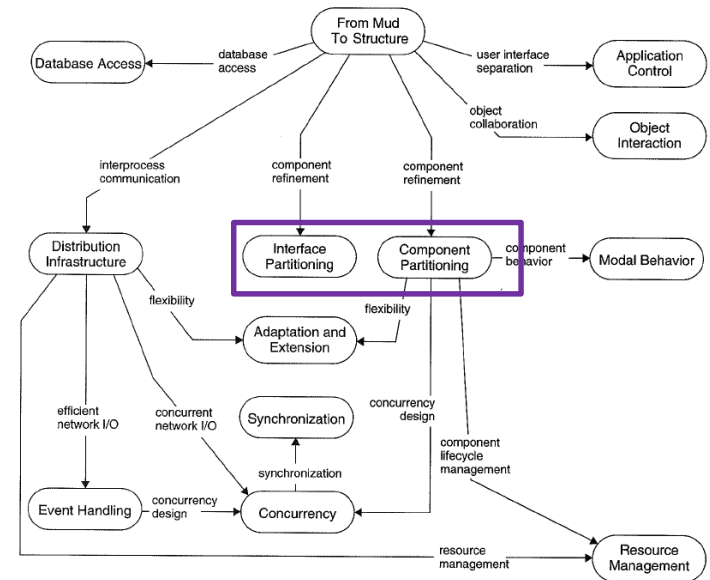 From Mud
To Structure
Database Access
database
access
user interface
separation
Application
Control
object
collaboration
Object
Interaction
interprocess
communication
component
refinement
component
refinement
Distribution
Infrastructure
Interface
Partitioning
Component
Partitioning
component
behavior
Modal Behavior
flexibility
flexibility
Adaptation and
Extension
efficient
network I/O
concurrent
network I/O
Synchronization
concurrency
design
component
lifecycle
management
synchronization
Event Handling
concurrency
design
Concurrency
resource
management
Resource
Management